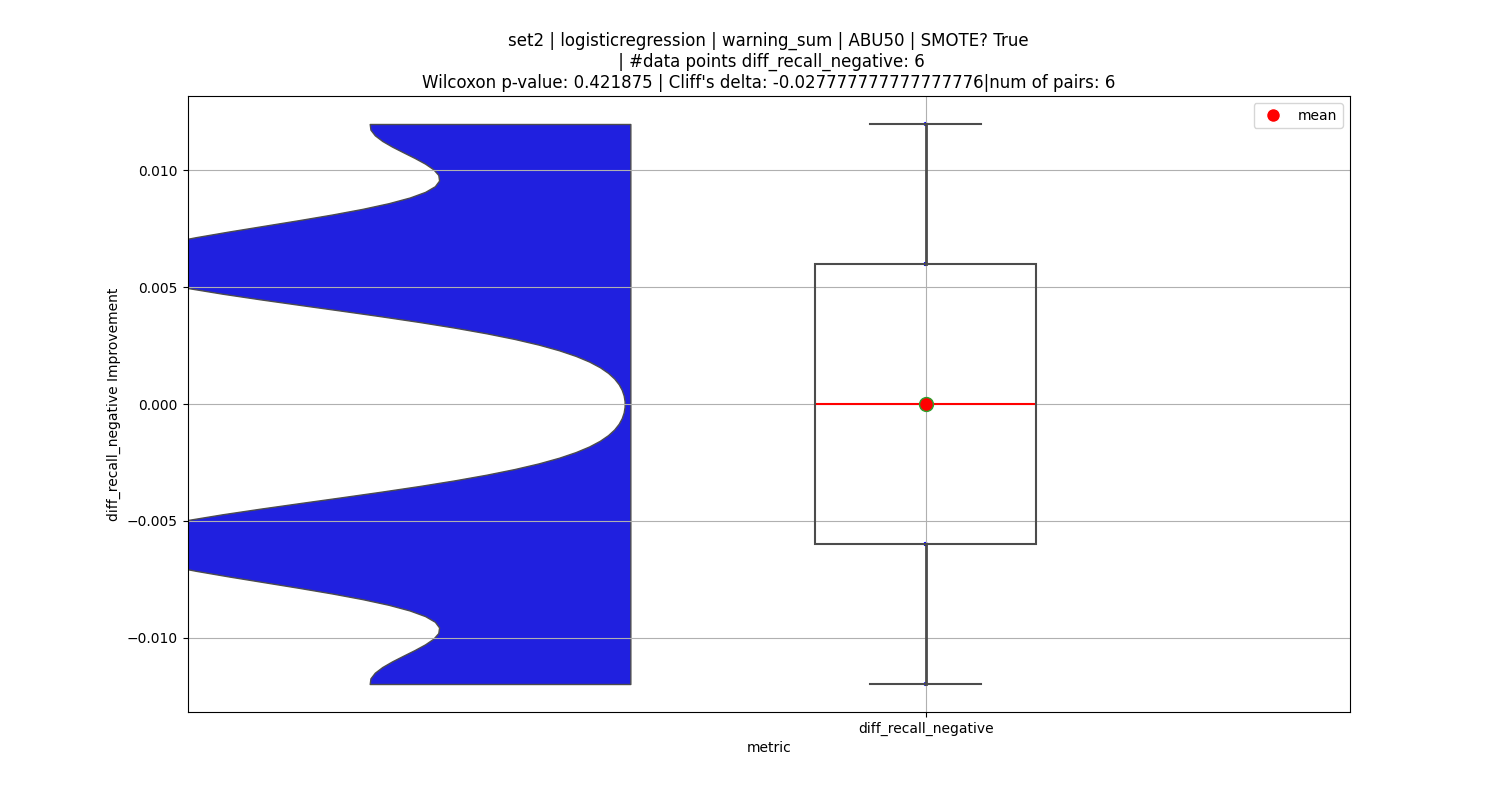 set2 | logisticregression | warning_sum | ABU50 | SMOTE? True
| #data points diff_recall_negative: 6
Wilcoxon p-value: 0.421875 | Cliff's delta: -0.027777777777777776|num of pairs: 6
mean
0.010
0.005
0.000
−0.005
−0.010
diff_recall_negative Improvement
diff_recall_negative
metric